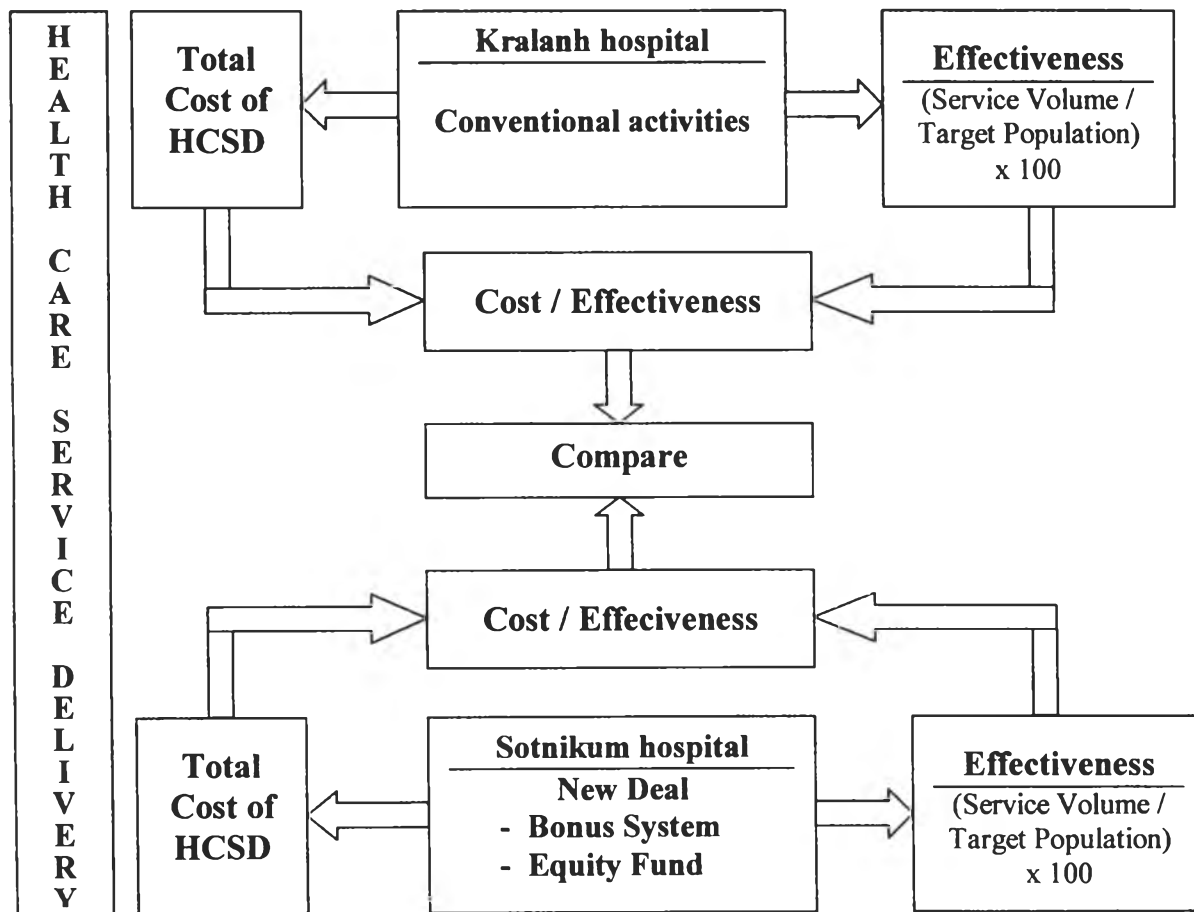 HEALTH CARE SERVICE DELIVERY
Total
Cost of
HCSD
Kralanh hospital
Conventional activities
Effectiveness
(Service Volume /
Target Population)
x 100
Cost / Effectiveness
Compare
Cost / Effeciveness
Total
Cost of
HCSD
Sotnikum hospital
New Deal
- Bonus System
- Equity Fund
Effectiveness
(Service Volume /
Target Population)
x 100